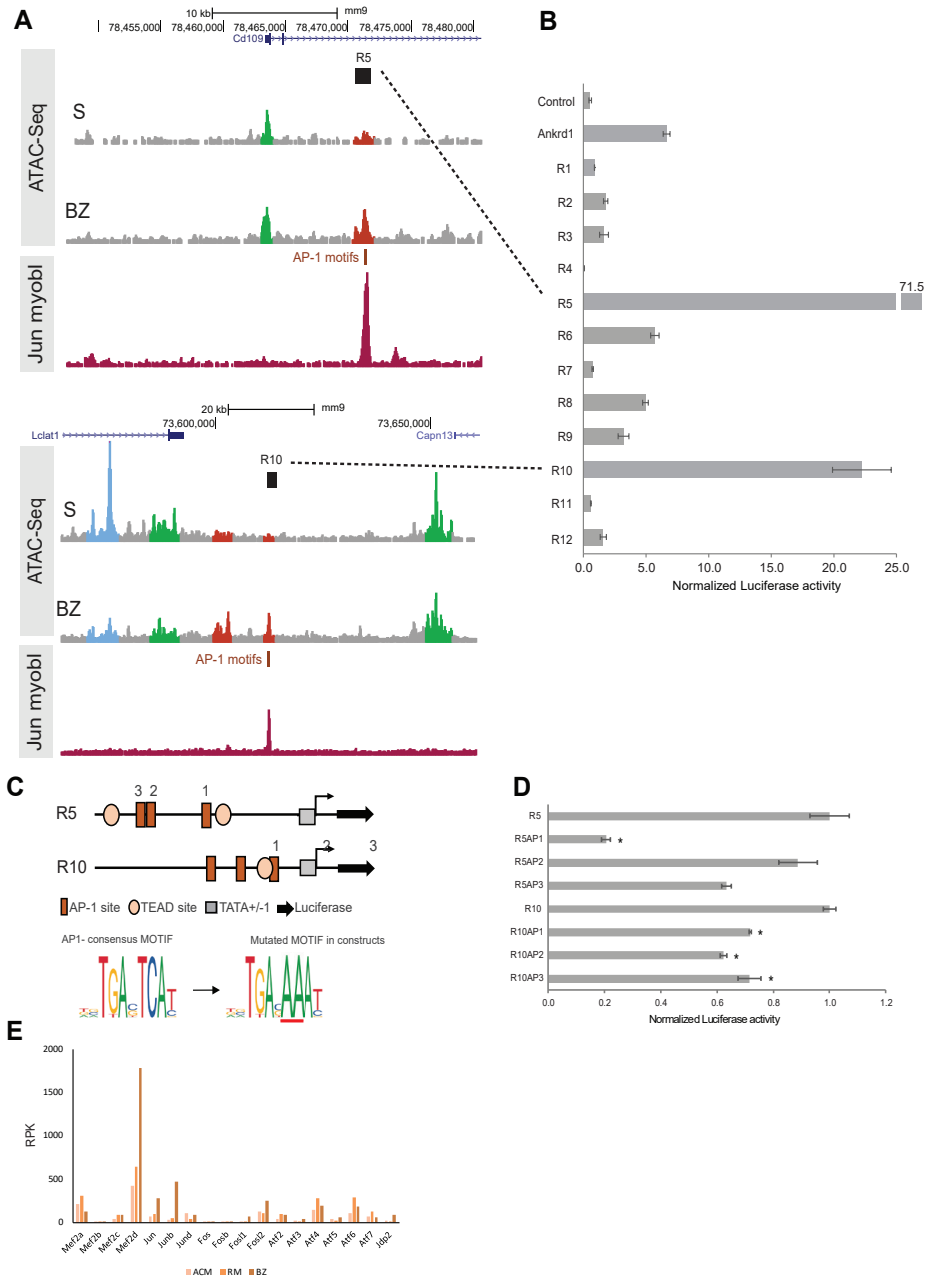 A
10 kb
mm9
78,455,000
78,460,000
78,465,000
78,470,000
78,475,000
78,480,000
Cd109
R5
ATAC-Seq
S
BZ
AP-1 motifs
Jun myobl
20 kb
mm9
73,600,000
73,650,000
Lclat1
Capn13
R10
ATAC-Seq
S
BZ
AP-1 motifs
Jun myobl
B
Control
Ankrd1
R1
R2
R3
R4
R5
71.5
R6
R7
R8
R9
R10
R11
R12
0.0 5.0 10.0 15.0 20.0 25.0
Normalized Luciferase activity
C
3 2 1
R5
1 2 3
R10
AP-1 site TEAD site TATA+/-1 Luciferase
AP1- consensus MOTIF
Mutated MOTIF in constructs
TGA TCA
TGA AAA
D
R5
R5AP1 *
R5AP2
R5AP3
R10
R10AP1 *
R10AP2 *
R10AP3 *
0.0 0.2 0.4 0.6 0.8 1.0 1.2
Normalized Luciferase activity
E
2000
1500
1000
500
0
RPK
Mef2a Mef2b Mef2c Mef2d Jun Junb Jund Fos Fosb Fosl1 Fosl2 Atf2 Atf3 Atf4 Atf5 Atf6 Atf7 Jdp2
ACM RM BZ